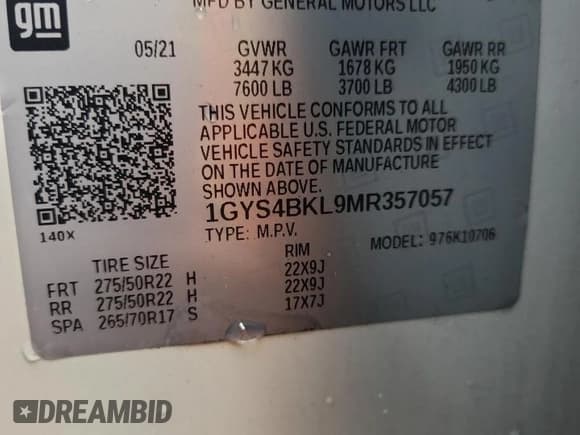 gm
MFD BY GENERAL MOTORS LLC
05/21 GVWR GAWR FRT GAWR RR
3447 KG 1678 KG 1950 KG
7600 LB 3700 LB 4300 LB
THIS VEHICLE CONFORMS TO ALL
APPLICABLE U.S. FEDERAL MOTOR
VEHICLE SAFETY STANDARDS IN EFFECT
ON THE DATE OF MANUFACTURE
SHOWN ABOVE.
1GYS4BKL9MR357057
140X
TYPE: M.P.V. MODEL: 976K10706
TIRE SIZE RIM
FRT 275/50R22 H 22X9J
RR 275/50R22 H 22X9J
SPA 265/70R17 S 17X7J
DREAMBID